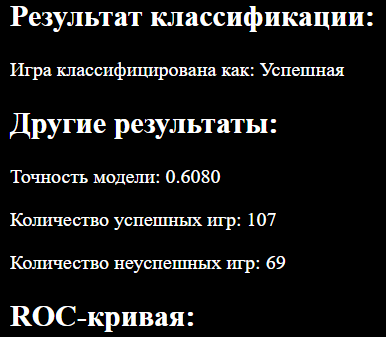 Результат классификации:
Игра классифицирована как: Успешная
Другие результаты:
Точность модели: 0.6080
Количество успешных игр: 107
Количество неуспешных игр: 69
ROC-кривая: